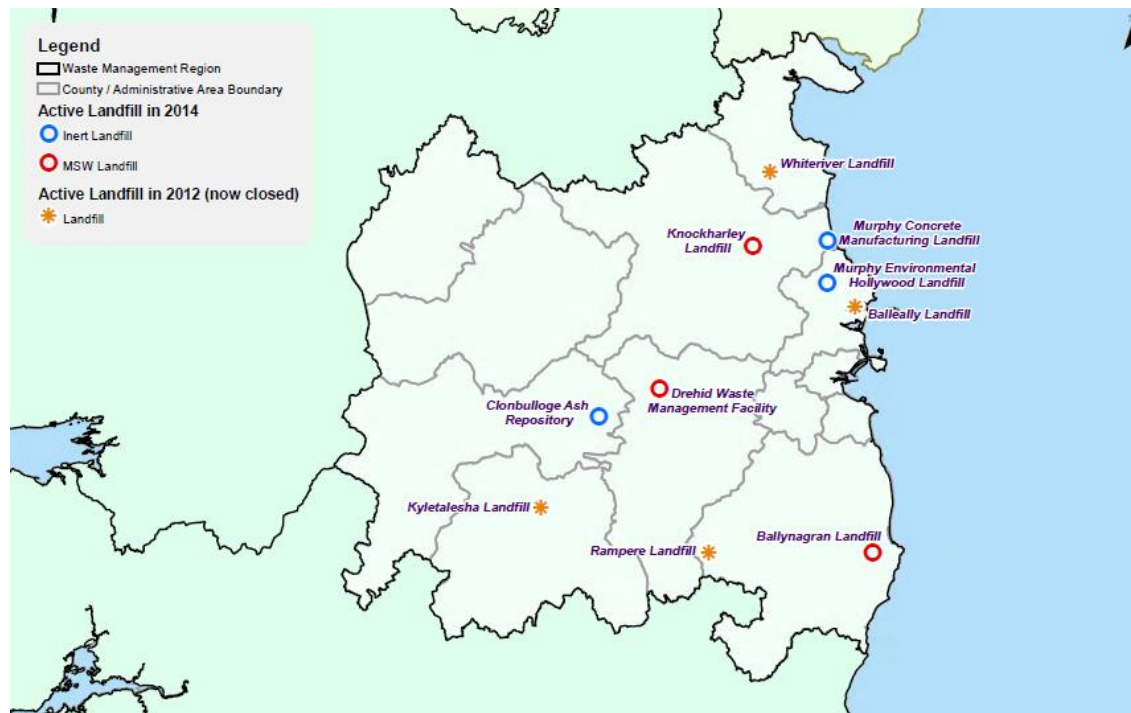 Legend
Waste Management Region
County / Administrative Area Boundary
Active Landfill in 2014
Inert Landfill
MSW Landfill
Active Landfill in 2012 (now closed)
Landfill
Whiteriver Landfill
Knockharley
Landfill
Murphy Concrete
Manufacturing Landfill
Murphy Environmental
Hollywood Landfill
Balleally Landfill
Drehid Waste
Management Facility
Clonbulloge Ash
Repository
Kyletalesha Landfill
Rampere Landfill
Ballynagran Landfill